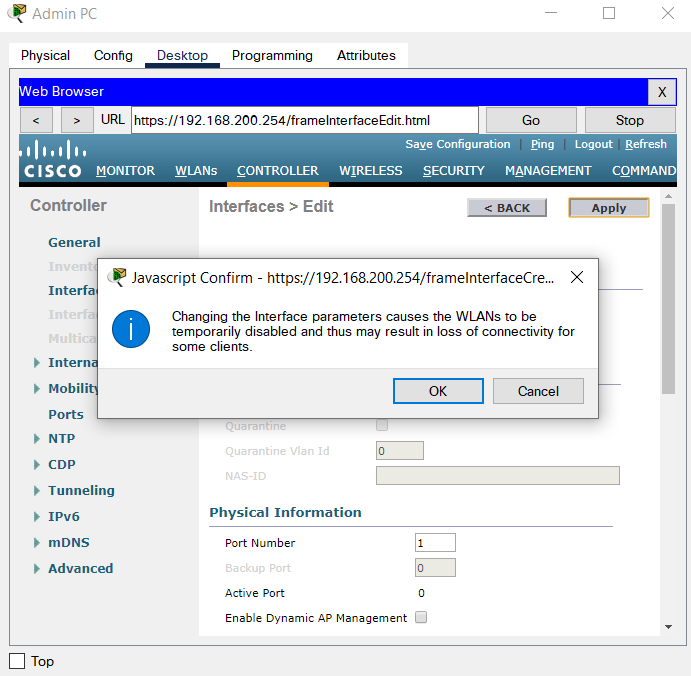 Admin PC
Physical Config Desktop Programming Attributes
Web Browser X
< > URL https://192.168.200.254/frameInterfaceEdit.html Go Stop
Save Configuration | Ping | Logout | Refresh
CISCO MONITOR WLANs CONTROLLER WIRELESS SECURITY MANAGEMENT COMMAND
Controller
Interfaces > Edit
< BACK
Apply
General
Invent
Interfac
Interfa
Multica
Interna
Mobility
Ports
NTP
CDP
Tunneling
IPv6
mDNS
Advanced
Javascript Confirm - https://192.168.200.254/frameInterfaceCre...
Changing the Interface parameters causes the WLANs to be
temporarily disabled and thus may result in loss of connectivity for
some clients.
OK Cancel
Quarantine
Quarantine Vlan Id 0
NAS-ID
Physical Information
Port Number 1
Backup Port 0
Active Port 0
Enable Dynamic AP Management
Top